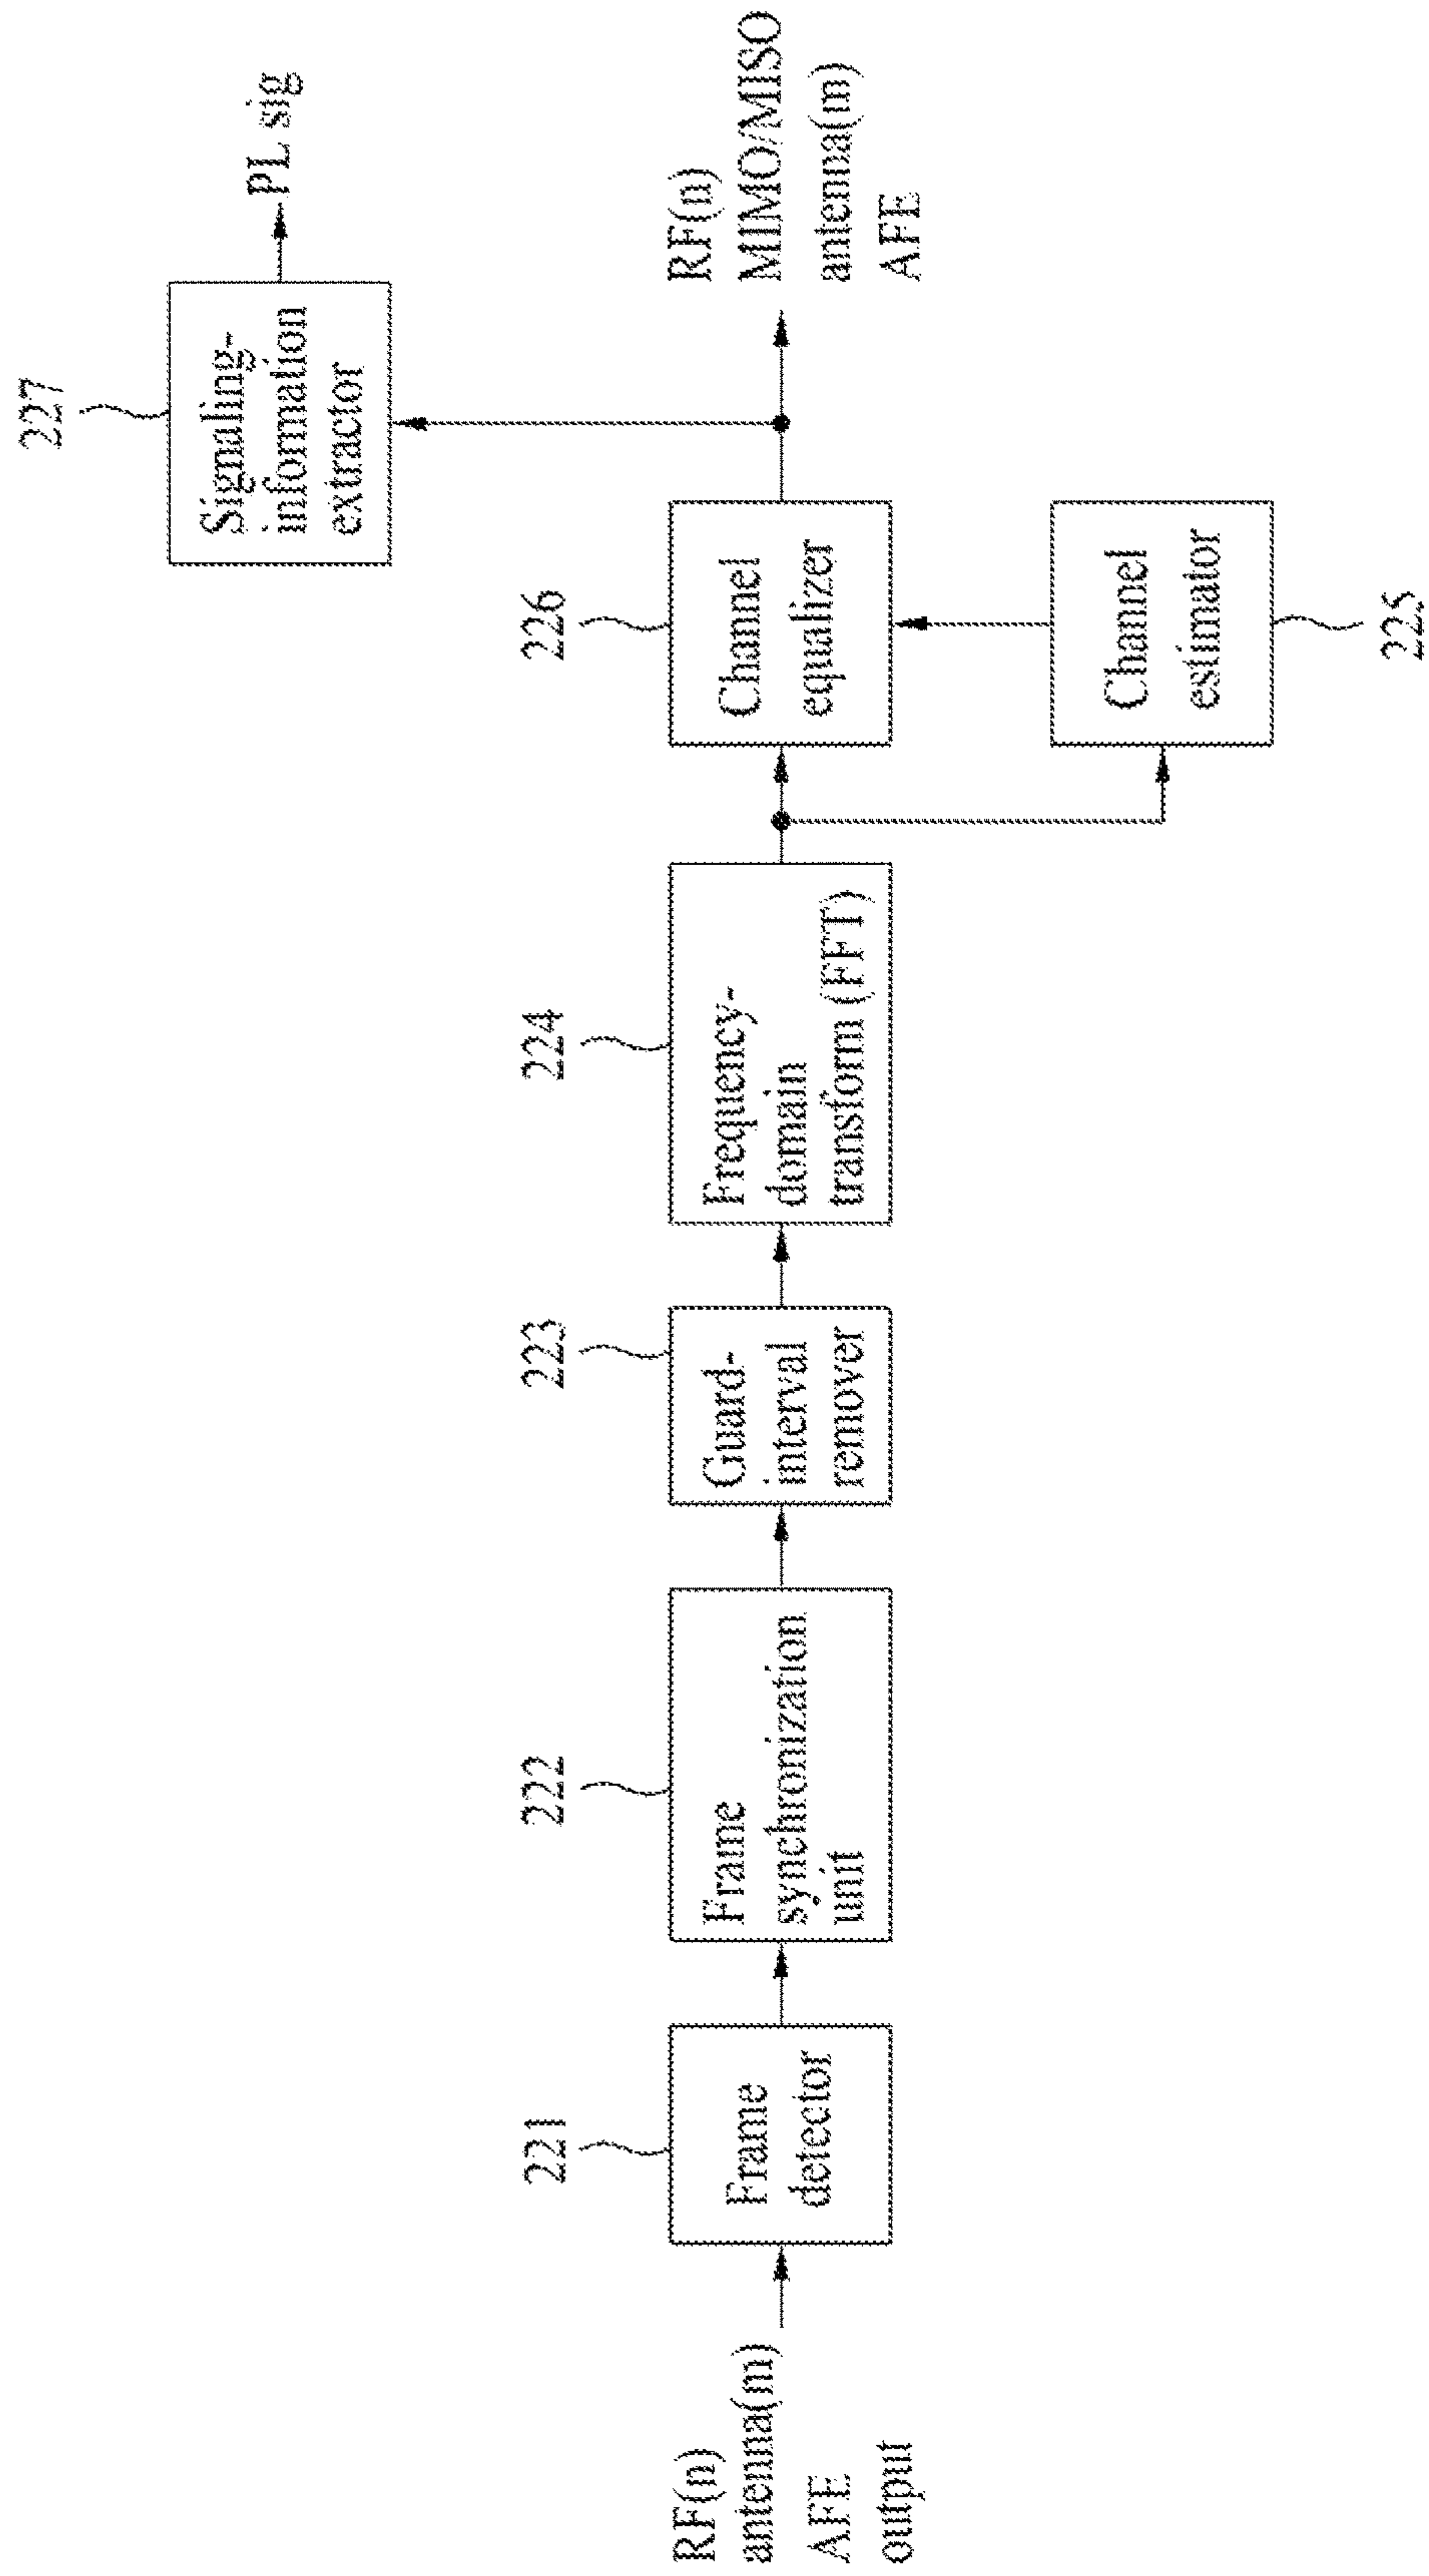 RF(n)
antenna(m)
AFE
output
221
Frame
detector
222
Frame
synchronization
unit
223
Guard-
interval
remover
224
Frequency-
domain
transform (FFT)
226
Channel
equalizer
Channel
estimator
225
227
Signaling-
information
extractor
PL sig
RF(n)
MIMO/MISO
antenna(m)
AFE